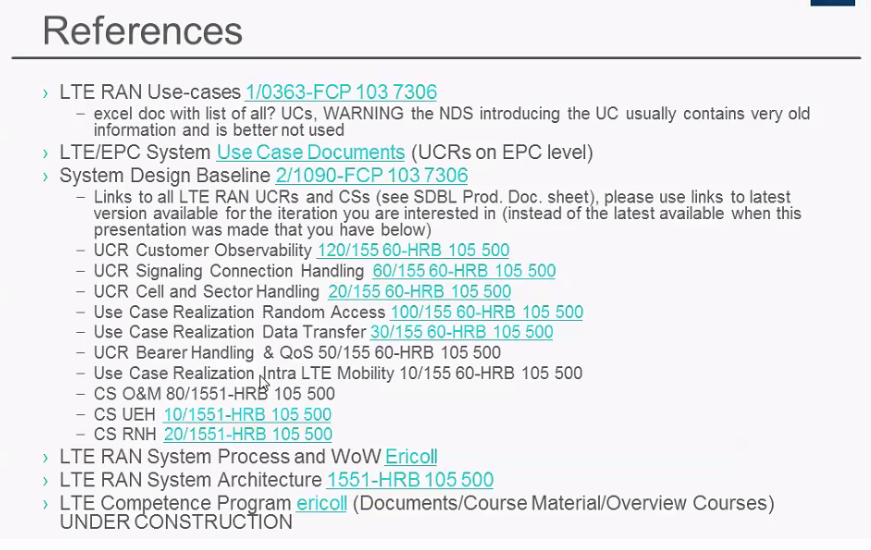 References
› LTE RAN Use-cases 1/0363-FCP 103 7306
– excel doc with list of all? UCs, WARNING the NDS introducing the UC usually contains very old
information and is better not used
› LTE/EPC System Use Case Documents (UCRs on EPC level)
› System Design Baseline 2/1090-FCP 103 7306
– Links to all LTE RAN UCRs and CSs (see SDBL Prod. Doc. sheet), please use links to latest
version available for the iteration you are interested in (instead of the latest available when this
presentation was made that you have below)
– UCR Customer Observability 120/155 60-HRB 105 500
– UCR Signaling Connection Handling 60/155 60-HRB 105 500
– UCR Cell and Sector Handling 20/155 60-HRB 105 500
– Use Case Realization Random Access 100/155 60-HRB 105 500
– Use Case Realization Data Transfer 30/155 60-HRB 105 500
– UCR Bearer Handling & QoS 50/155 60-HRB 105 500
– Use Case Realization Intra LTE Mobility 10/155 60-HRB 105 500
– CS O&M 80/1551-HRB 105 500
– CS UEH 10/1551-HRB 105 500
– CS RNH 20/1551-HRB 105 500
› LTE RAN System Process and WoW Ericoll
› LTE RAN System Architecture 1551-HRB 105 500
› LTE Competence Program ericoll (Documents/Course Material/Overview Courses)
UNDER CONSTRUCTION